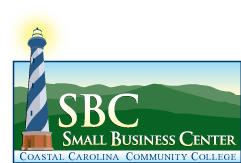 SBC
SMALL BUSINESS CENTER
COASTAL CAROLINA COMMUNITY COLLEGE